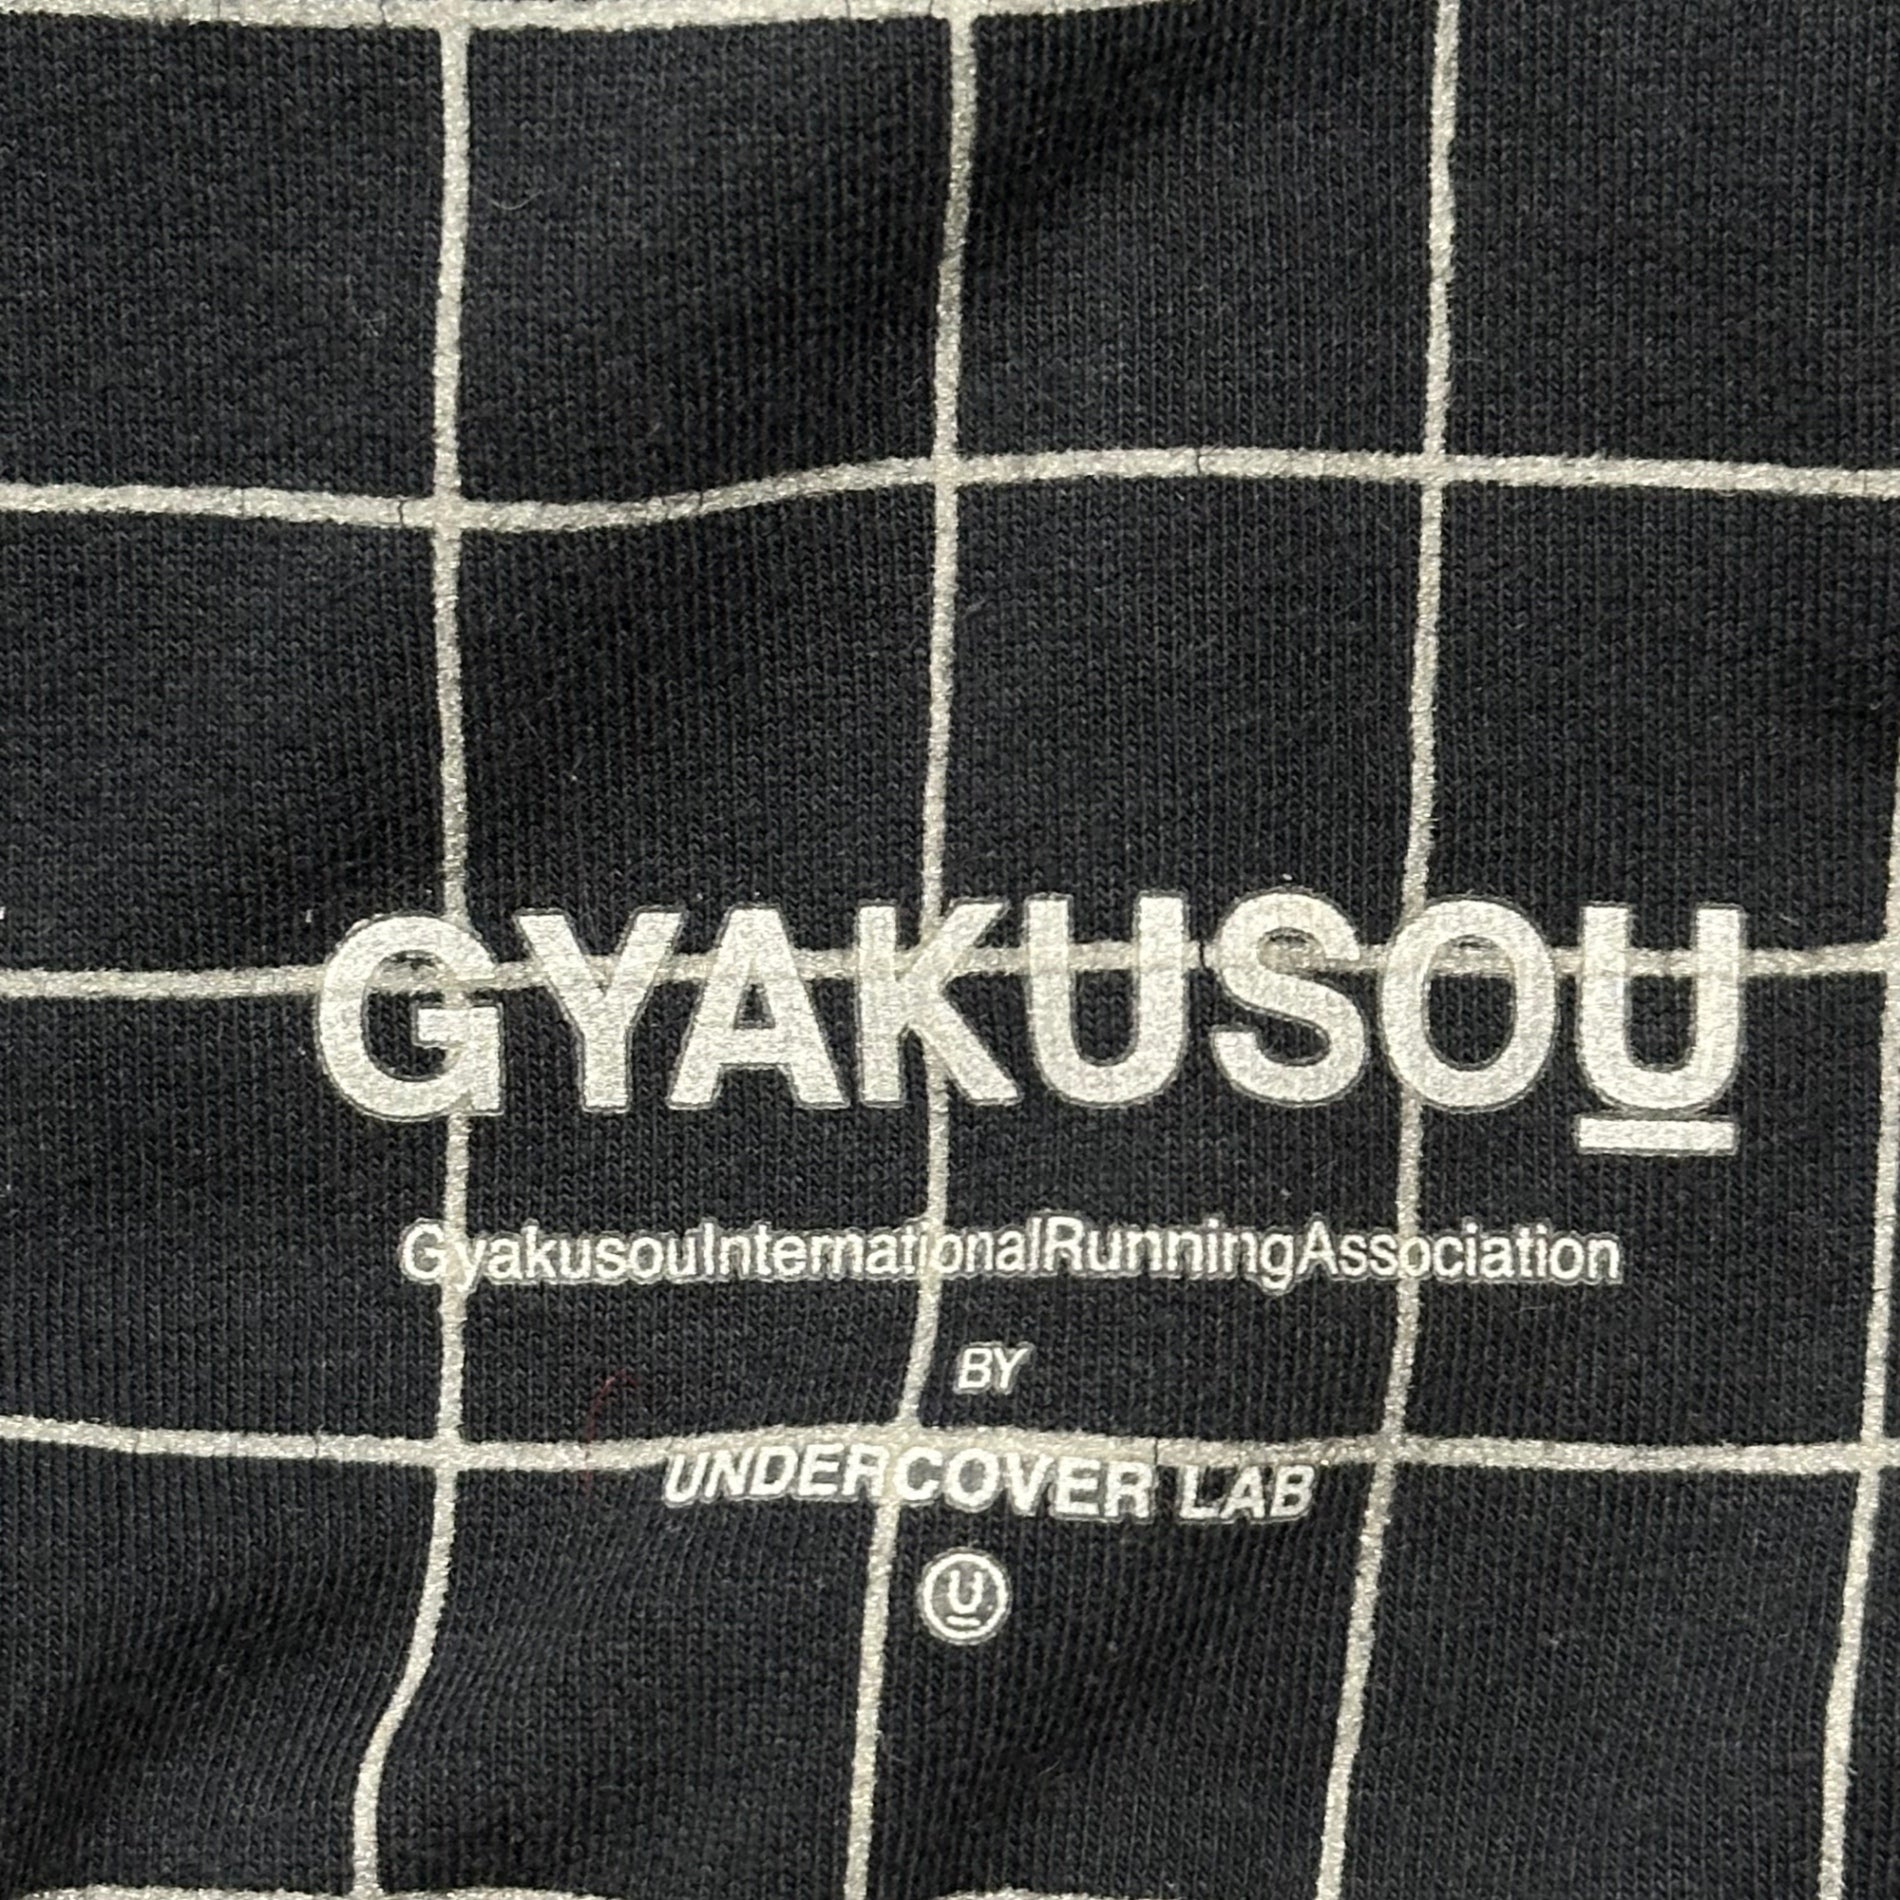 GYAKUSOU
GyakusouInternationalRunningAssociation
BY
UNDERCOVER LAB
U